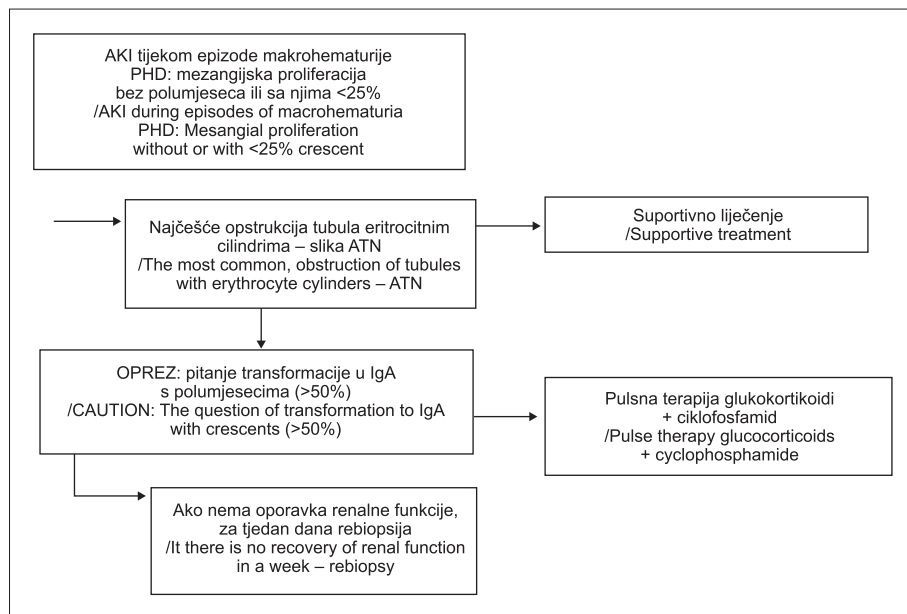 AKI tijekom epizode makrohematurije
PHD: mezangijska proliferacija
bez polumjeseca ili sa njima <25%
/AKI during episodes of macrohematuria
PHD: Mesangial proliferation
without or with <25% crescent
Najčešće opstrukcija tubula eritrocitnim
cilindrima – slika ATN
/The most common, obstruction of tubules
with erythrocyte cylinders – ATN
Suportivno liječenje
/Supportive treatment
OPREZ: pitanje transformacije u IgA
s polumjesecima (>50%)
/CAUTION: The question of transformation to IgA
with crescents (>50%)
Pulsna terapija glukokortikoidi
+ ciklofosfamid
/Pulse therapy glucocorticoids
+ cyclophosphamide
Ako nema oporavka renalne funkcije,
za tjedan dana rebiopsija
/It there is no recovery of renal function
in a week – rebiopsy